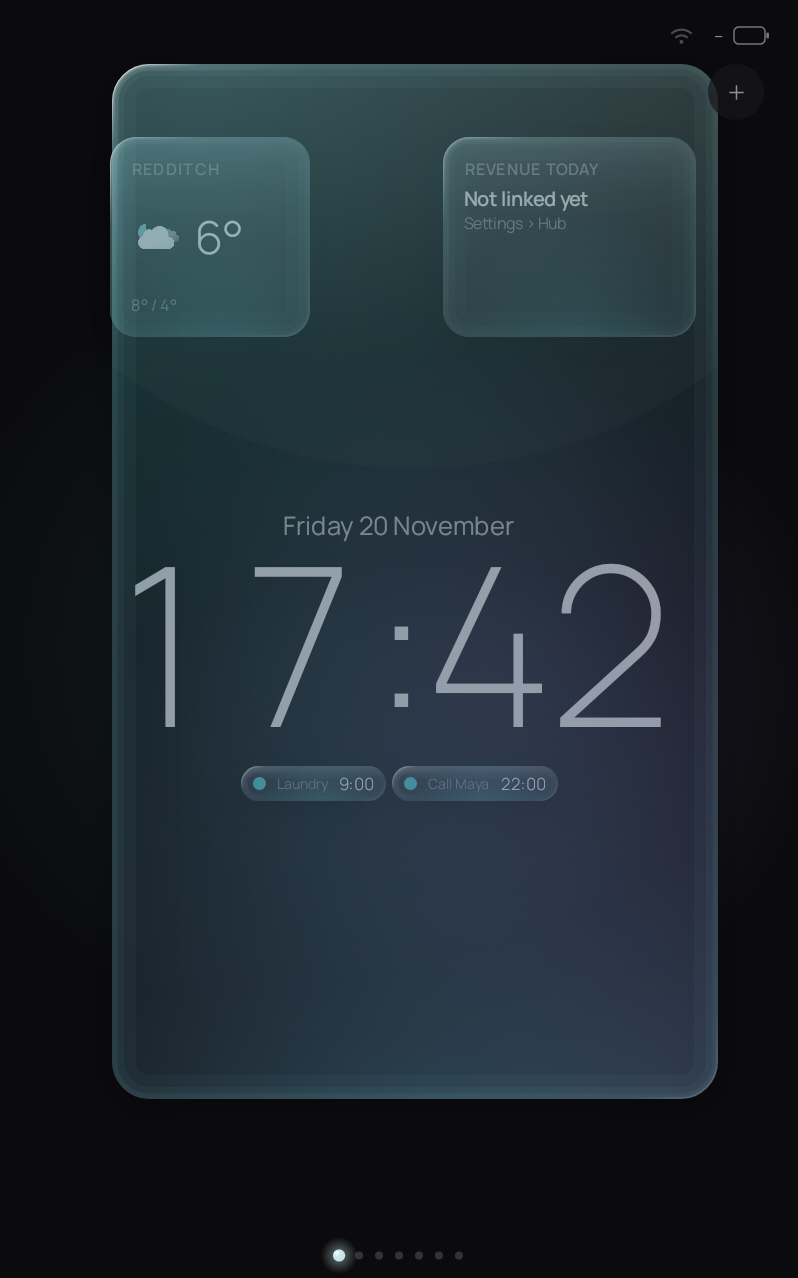 –
+
REDDITCH
6°
8° / 4°
REVENUE TODAY
Not linked yet
Settings › Hub
Friday 20 November
17:42
Laundry 9:00
Call Maya 22:00